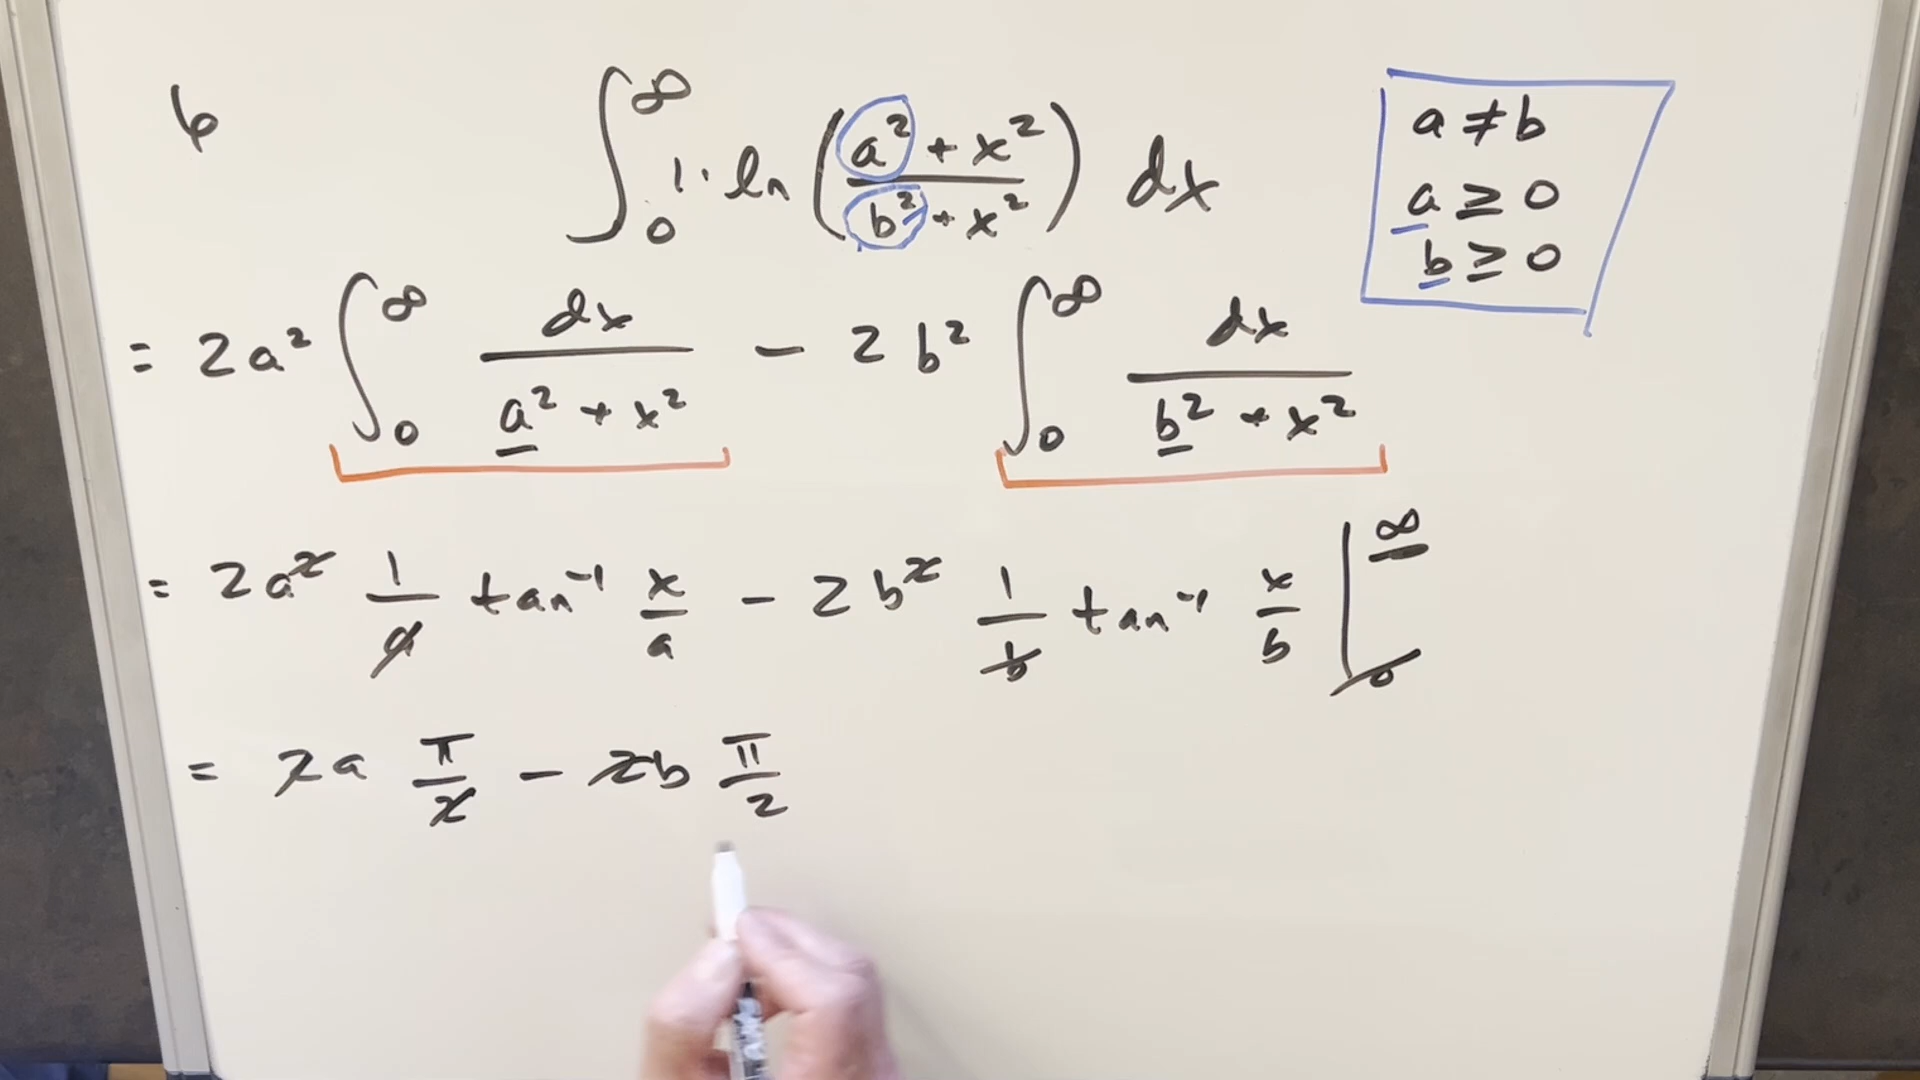 6
∫₀^∞ 1· ln((a² + x²)/(b² + x²)) dx
a ≠ b
a ≥ 0
b ≥ 0
= 2a² ∫₀^∞ dx/(a² + x²) − 2b² ∫₀^∞ dx/(b² + x²)
= 2a² 1/a tan⁻¹ x/a − 2b² 1/b tan⁻¹ x/b |₀^∞
= 2a π/2 − 2b π/2